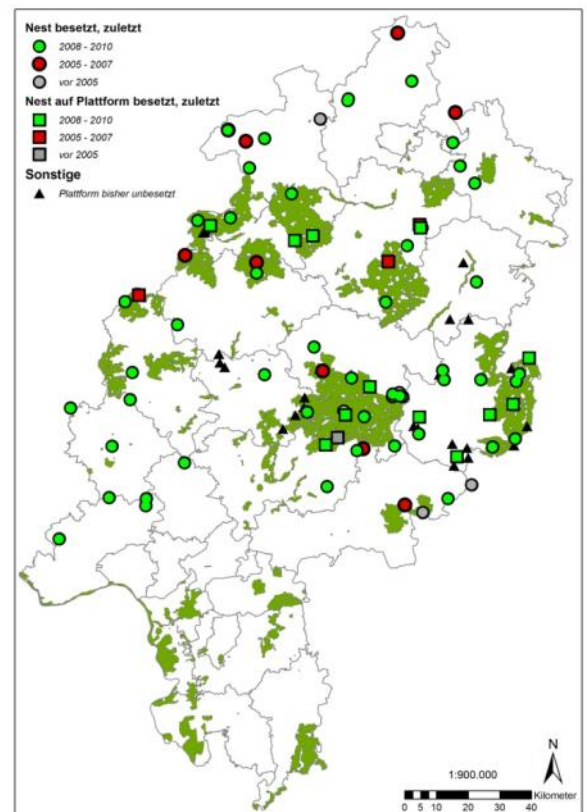 Nest besetzt, zuletzt
2008 - 2010
2005 - 2007
vor 2005
Nest auf Plattform besetzt, zuletzt
2008 - 2010
2005 - 2007
vor 2005
Sonstige
Plattform bisher unbesetzt
N
1:900.000
Kilometer
0 5 10 20 30 40